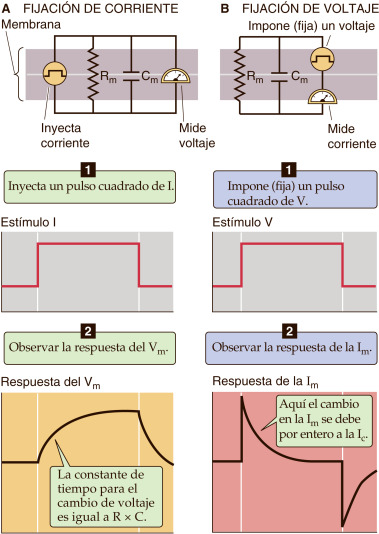 A FIJACIÓN DE CORRIENTE
Membrana
Rm
Cm
Inyecta
corriente
Mide
voltaje
1
Inyecta un pulso cuadrado de I.
Estímulo I
2
Observar la respuesta del Vm.
Respuesta del Vm
La constante de
tiempo para el
cambio de voltaje
es igual a R × C.
B FIJACIÓN DE VOLTAJE
Impone (fija) un voltaje
Rm
Cm
Mide
corriente
1
Impone (fija) un pulso
cuadrado de V.
Estímulo V
2
Observar la respuesta de la Im.
Respuesta de la Im
Aquí el cambio
en la Im se debe
por entero a la Ic.